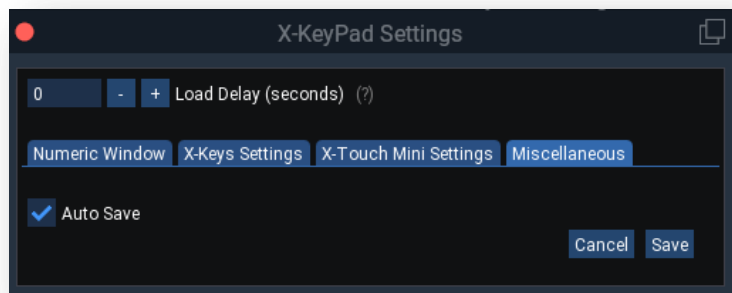 X-KeyPad Settings
0 - + Load Delay (seconds) (?)
Numeric Window X-Keys Settings X-Touch Mini Settings Miscellaneous
Auto Save
Cancel Save